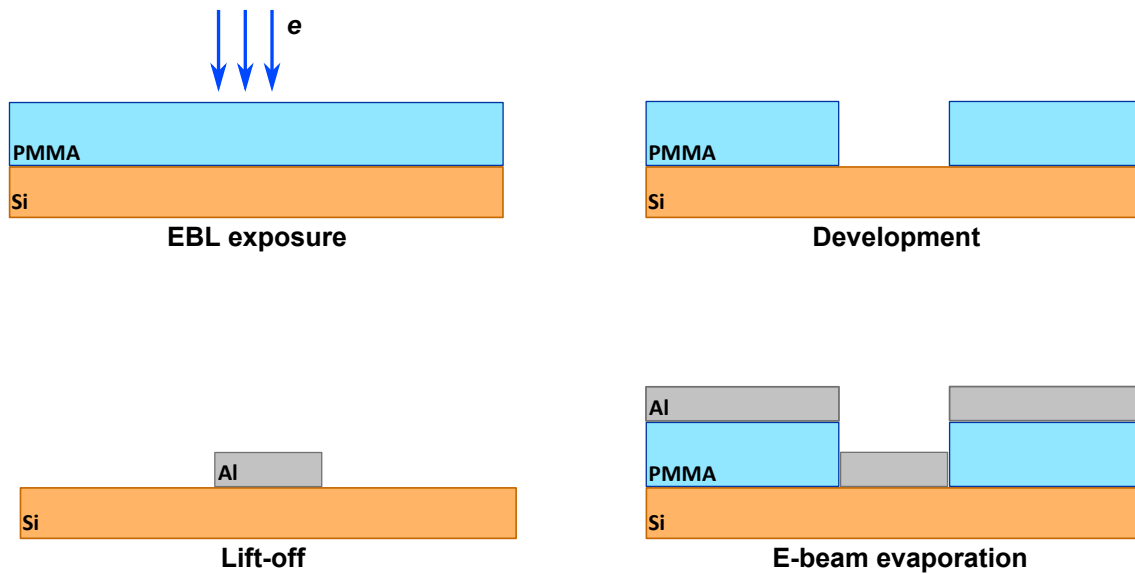 e
PMMA
Si
EBL exposure
PMMA
Si
Development
Al
Si
Lift-off
Al
PMMA
Si
E-beam evaporation